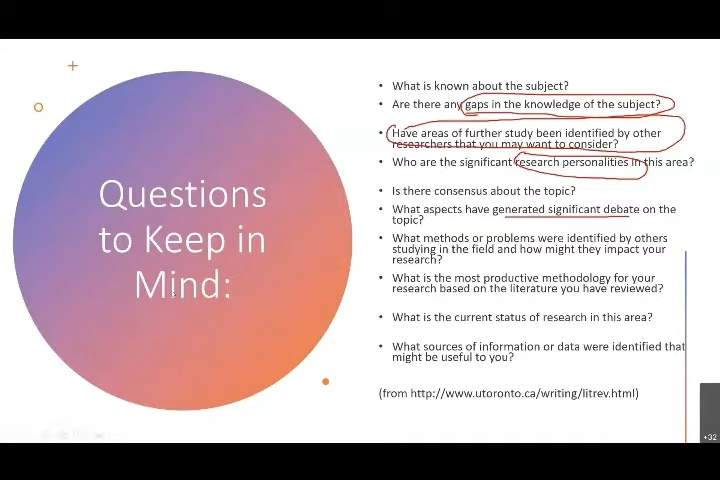 Questions
to Keep in
Mind:
• What is known about the subject?
• Are there any gaps in the knowledge of the subject?
• Have areas of further study been identified by other
researchers that you may want to consider?
• Who are the significant research personalities in this area?
• Is there consensus about the topic?
• What aspects have generated significant debate on the
topic?
• What methods or problems were identified by others
studying in the field and how might they impact your
research?
• What is the most productive methodology for your
research based on the literature you have reviewed?
• What is the current status of research in this area?
• What sources of information or data were identified that
might be useful to you?
(from http://www.utoronto.ca/writing/litrev.html)
+32